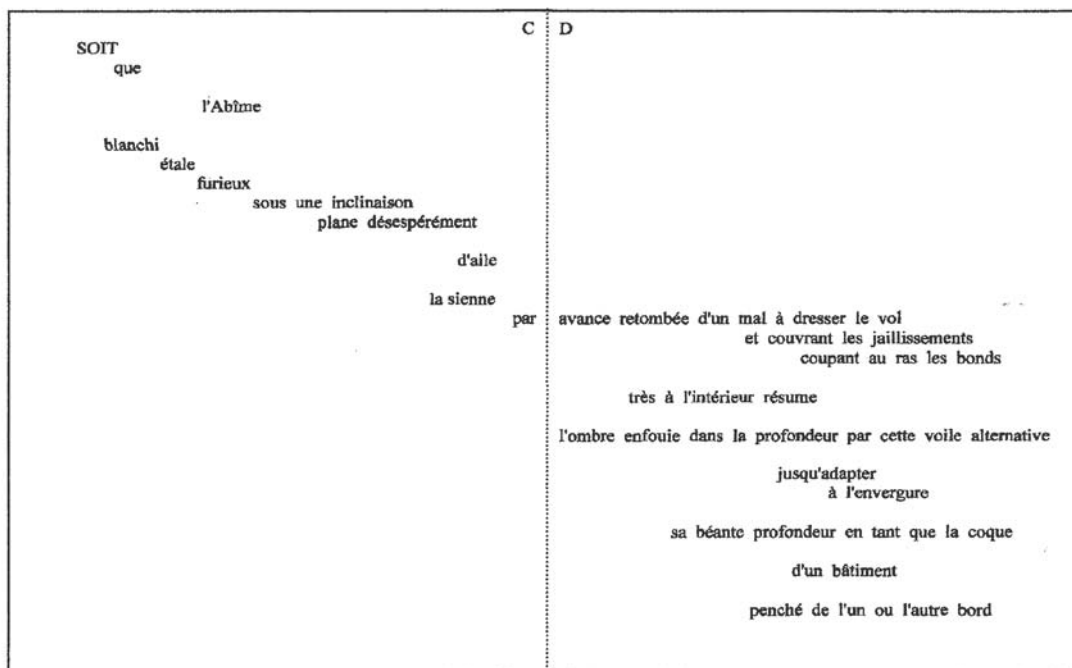 C D
SOIT
que
l'Abîme
blanchi
étale
furieux
sous une inclinaison
plane désespérément
d'aile
la sienne
par avance retombée d'un mal à dresser le vol
et couvrant les jaillissements
coupant au ras les bonds
très à l'intérieur résume
l'ombre enfouie dans la profondeur par cette voile alternative
jusqu'adapter
à l'envergure
sa béante profondeur en tant que la coque
d'un bâtiment
penché de l'un ou l'autre bord